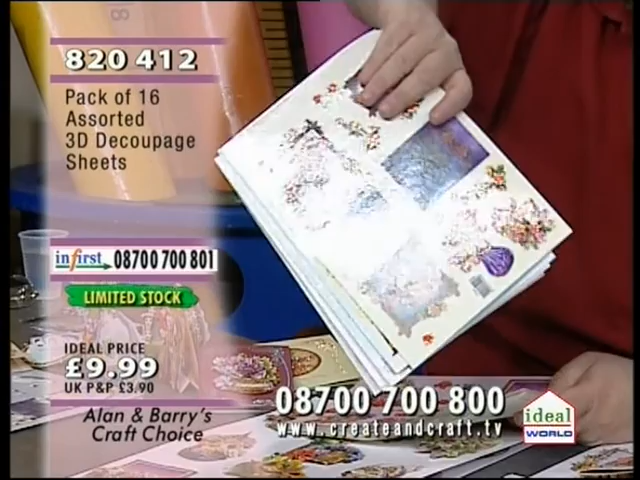 820 412
Pack of 16
Assorted
3D Decoupage
Sheets
infirst 08700 700 801
LIMITED STOCK
IDEAL PRICE
£9.99
UK P&P £3.90
Alan & Barry's
Craft Choice
08700 700 800
www.createandcraft.tv
ideal
WORLD